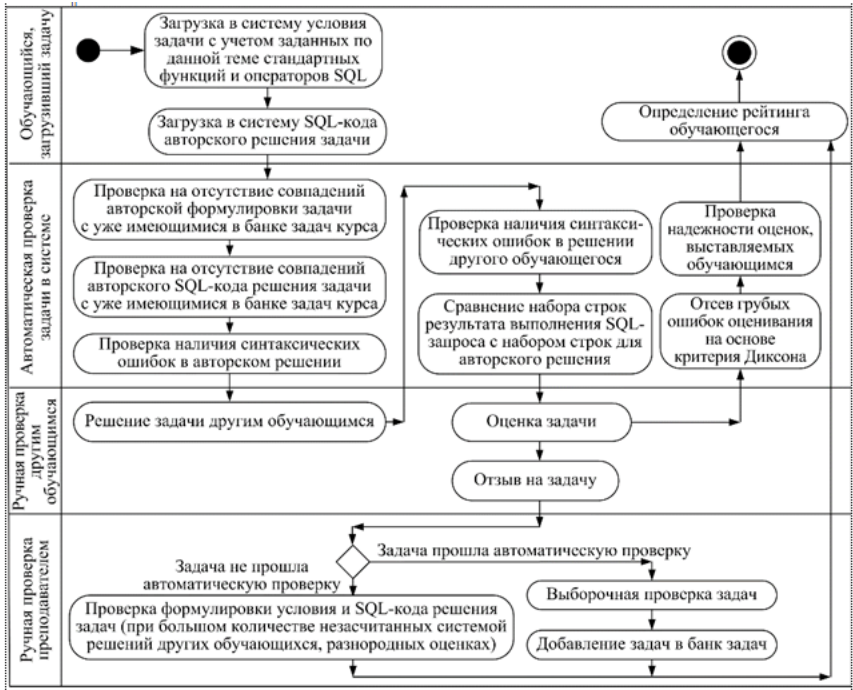 Обучающийся,
загрузивший задачу
Загрузка в систему условия
задачи с учетом заданных по
данной теме стандартных
функций и операторов SQL
Загрузка в систему SQL-кода
авторского решения задачи
Определение рейтинга
обучающегося
Автоматическая проверка
задачи в системе
Проверка на отсутствие совпадений
авторской формулировки задачи
с уже имеющимися в банке задач курса
Проверка на отсутствие совпадений
авторского SQL-кода решения задачи
с уже имеющимися в банке задач курса
Проверка наличия синтаксических
ошибок в авторском решении
Проверка наличия синтакси-
ческих ошибок в решении
другого обучающегося
Сравнение набора строк
результата выполнения SQL-
запроса с набором строк для
авторского решения
Проверка
надежности оценок,
выставляемых
обучающимся
Отсев грубых
ошибок оценивания
на основе
критерия Диксона
Ручная проверка
другим
обучающимся
Решение задачи другим обучающимся
Оценка задачи
Отзыв на задачу
Ручная проверка
преподавателем
Задача не прошла
автоматическую проверку
Задача прошла автоматическую проверку
Проверка формулировки условия и SQL-кода решения
задач (при большом количестве незасчитанных системой
решений других обучающихся, разнородных оценках)
Выборочная проверка задач
Добавление задач в банк задач